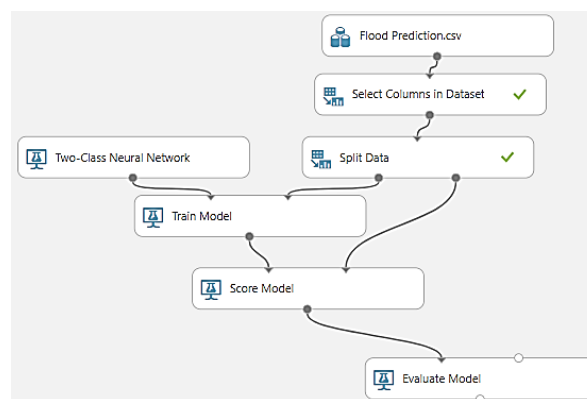 Flood Prediction.csv
Select Columns in Dataset
Two-Class Neural Network
Split Data
Train Model
Score Model
Evaluate Model